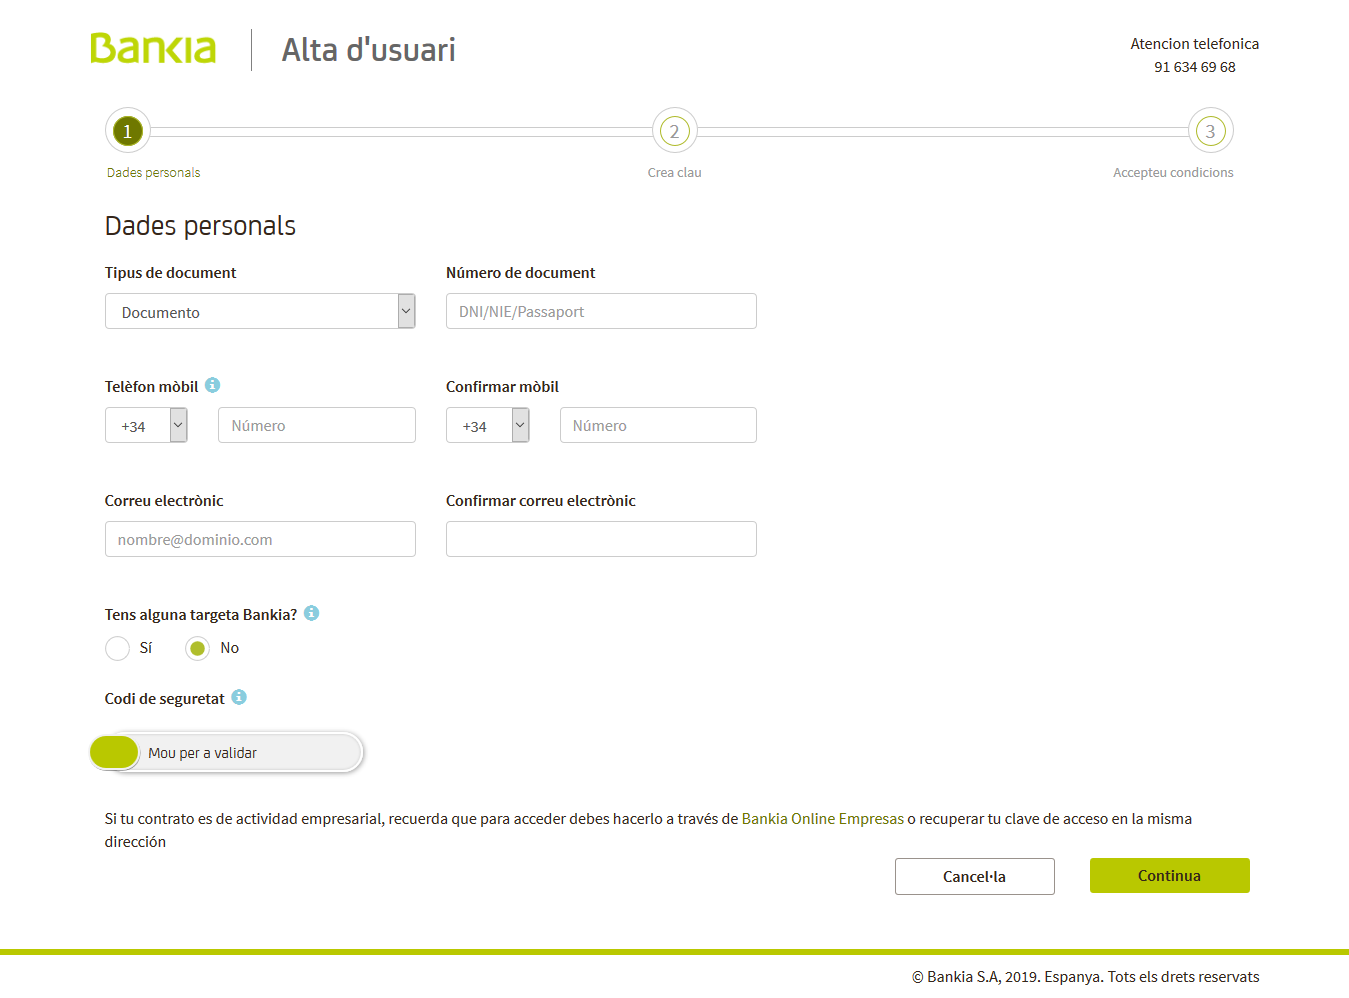 Bankia
Alta d'usuari
Atencion telefonica
91 634 69 68
1
2
3
Dades personals
Crea clau
Accepteu condicions
Dades personals
Tipus de document
Número de document
Documento
DNI/NIE/Passaport
Telèfon mòbil
Confirmar mòbil
+34
Número
+34
Número
Correu electrònic
Confirmar correu electrònic
nombre@dominio.com
Tens alguna targeta Bankia?
Sí
No
Codi de seguretat
Mou per a validar
Si tu contrato es de actividad empresarial, recuerda que para acceder debes hacerlo a través de Bankia Online Empresas o recuperar tu clave de acceso en la misma
dirección
Cancel·la
Continua
© Bankia S.A, 2019. Espanya. Tots els drets reservats